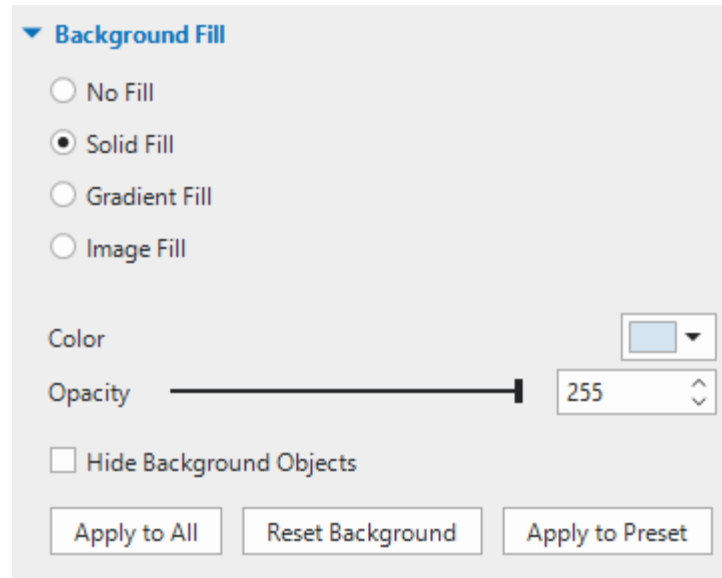 Background Fill
No Fill
Solid Fill
Gradient Fill
Image Fill
Color
Opacity 255
Hide Background Objects
Apply to All Reset Background Apply to Preset